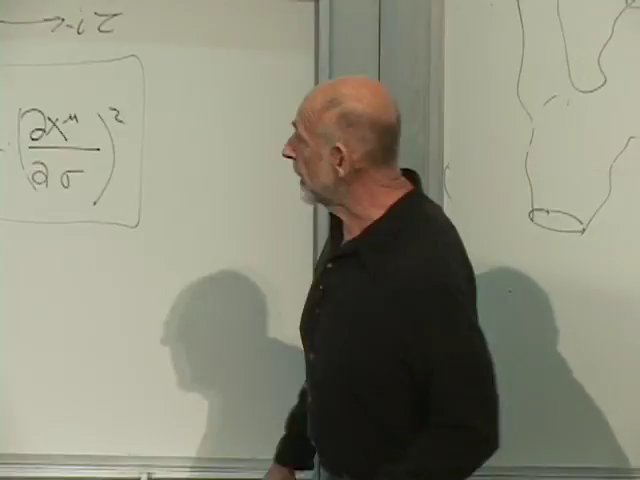 → -iτ
(∂X^μ / ∂σ)²